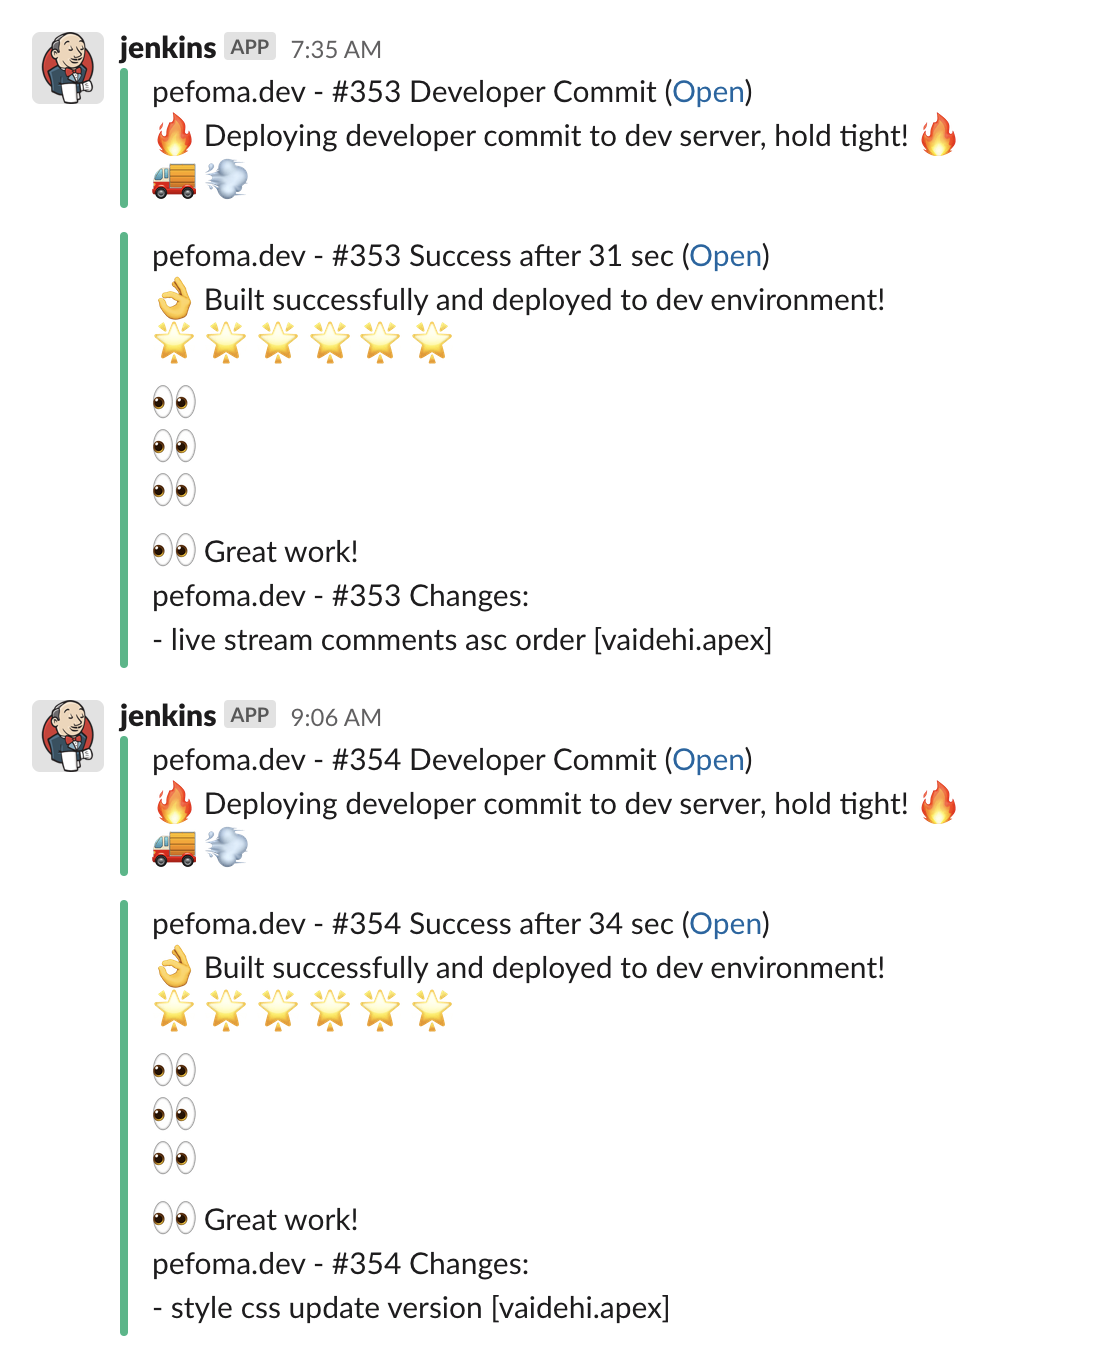 jenkins APP 7:35 AM
pefoma.dev - #353 Developer Commit (Open)
🔥 Deploying developer commit to dev server, hold tight! 🔥
🚚💨
pefoma.dev - #353 Success after 31 sec (Open)
👌 Built successfully and deployed to dev environment!
🌟 🌟 🌟 🌟 🌟 🌟
👀
👀
👀
👀 Great work!
pefoma.dev - #353 Changes:
- live stream comments asc order [vaidehi.apex]
jenkins APP 9:06 AM
pefoma.dev - #354 Developer Commit (Open)
🔥 Deploying developer commit to dev server, hold tight! 🔥
🚚💨
pefoma.dev - #354 Success after 34 sec (Open)
👌 Built successfully and deployed to dev environment!
🌟 🌟 🌟 🌟 🌟 🌟
👀
👀
👀
👀 Great work!
pefoma.dev - #354 Changes:
- style css update version [vaidehi.apex]